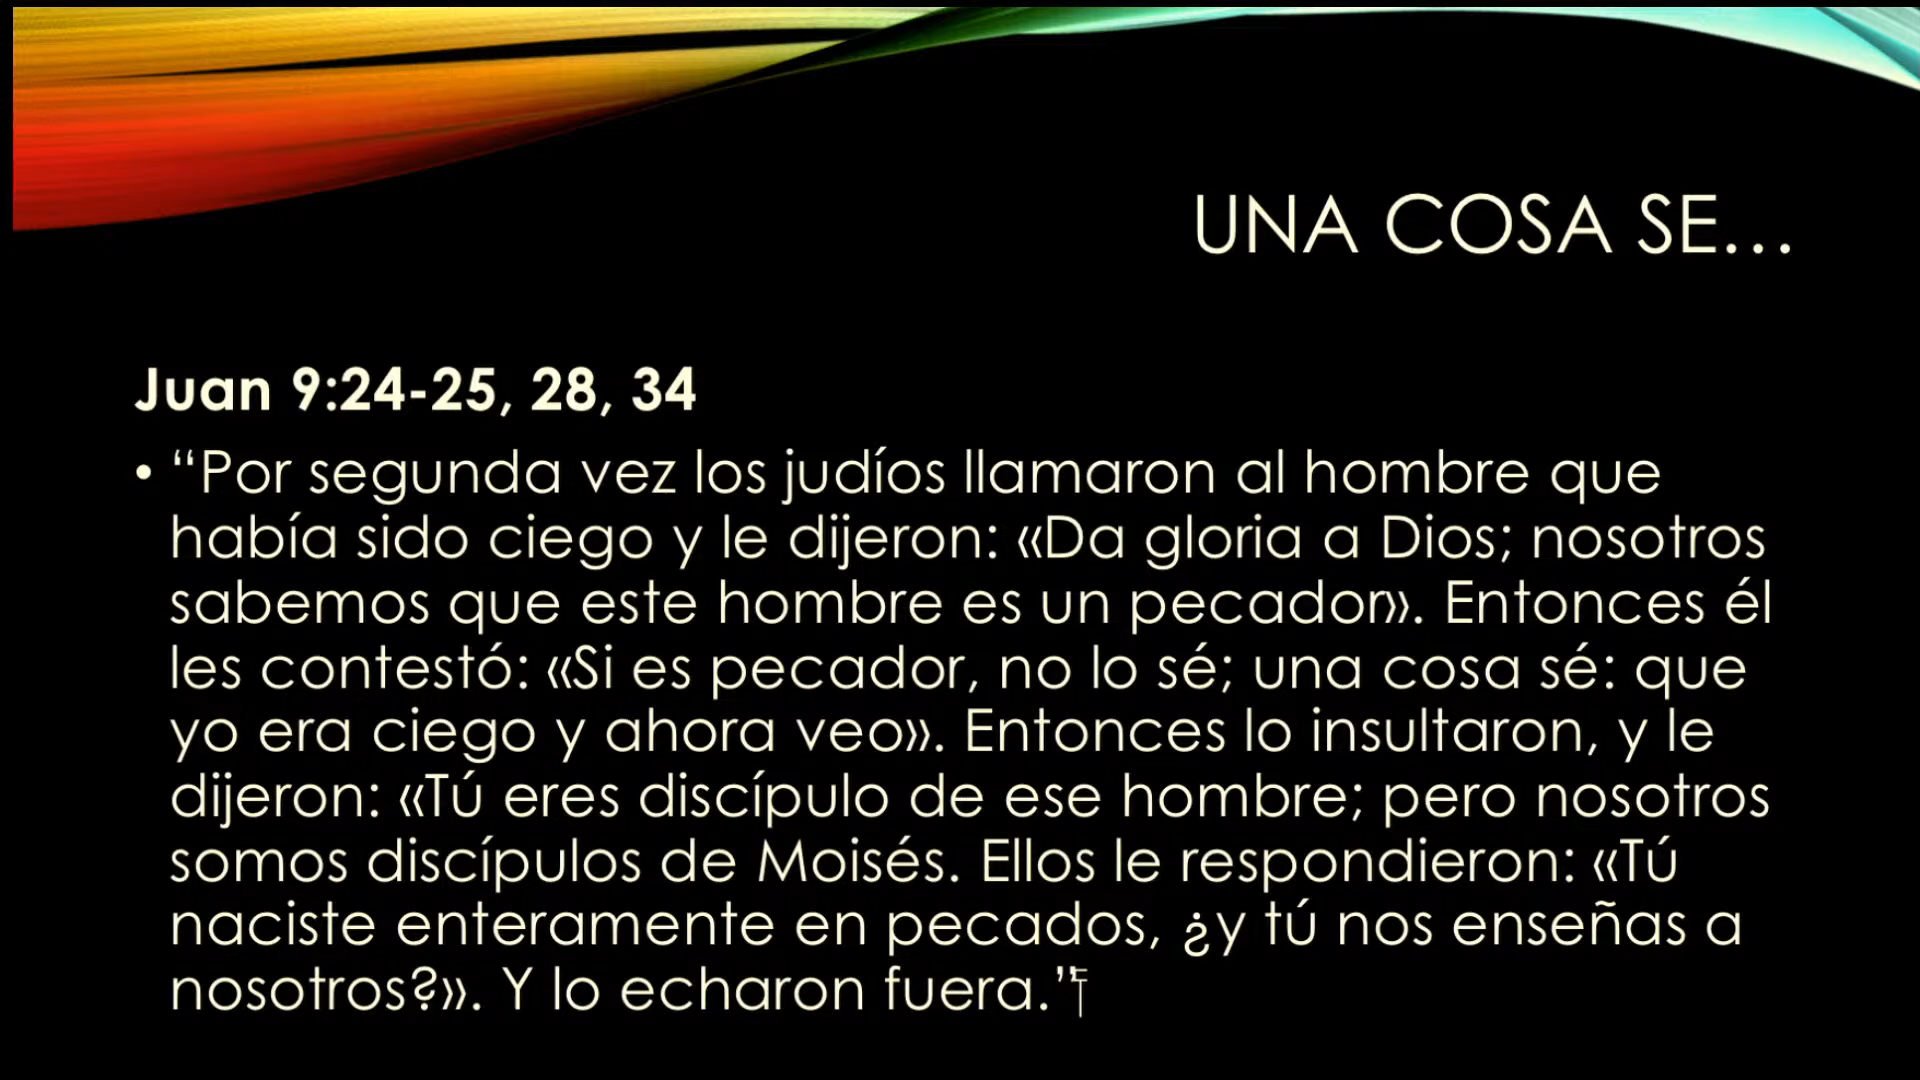 UNA COSA SE…
Juan 9:24-25, 28, 34
• “Por segunda vez los judíos llamaron al hombre que
había sido ciego y le dijeron: «Da gloria a Dios; nosotros
sabemos que este hombre es un pecador». Entonces él
les contestó: «Si es pecador, no lo sé; una cosa sé: que
yo era ciego y ahora veo». Entonces lo insultaron, y le
dijeron: «Tú eres discípulo de ese hombre; pero nosotros
somos discípulos de Moisés. Ellos le respondieron: «Tú
naciste enteramente en pecados, ¿y tú nos enseñas a
nosotros?». Y lo echaron fuera.”